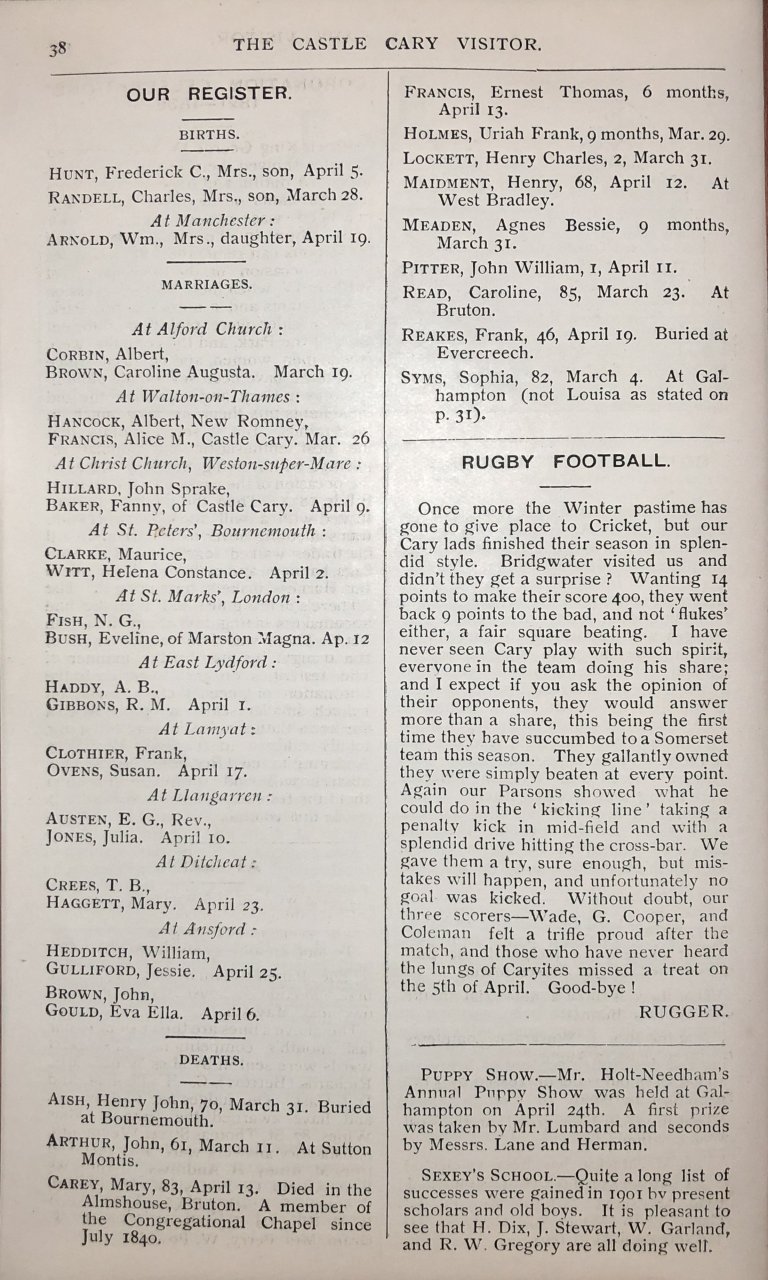 38
THE CASTLE CARY VISITOR.
OUR REGISTER.
BIRTHS.
HUNT, Frederick C., Mrs., son, April 5.
RANDELL, Charles, Mrs., son, March 28.
At Manchester :
ARNOLD, Wm., Mrs., daughter, April 19.
MARRIAGES.
At Alford Church :
CORBIN, Albert,
BROWN, Caroline Augusta. March 19.
At Walton-on-Thames :
HANCOCK, Albert, New Romney,
FRANCIS, Alice M., Castle Cary. Mar. 26
At Christ Church, Weston-super-Mare :
HILLARD, John Sprake,
BAKER, Fanny, of Castle Cary. April 9.
At St. Peters', Bournemouth :
CLARKE, Maurice,
WITT, Helena Constance. April 2.
At St. Marks', London :
FISH, N. G.,
BUSH, Eveline, of Marston Magna. Ap. 12
At East Lydford :
HADDY, A. B.,
GIBBONS, R. M. April 1.
At Lamyat :
CLOTHIER, Frank,
OVENS, Susan. April 17.
At Llangarren :
AUSTEN, E. G., Rev.,
JONES, Julia. April 10.
At Ditcheat :
CREES, T. B.,
HAGGETT, Mary. April 23.
At Ansford :
HEDDITCH, William,
GULLIFORD, Jessie. April 25.
BROWN, John,
GOULD, Eva Ella. April 6.
DEATHS.
AISH, Henry John, 70, March 31. Buried
at Bournemouth.
ARTHUR, John, 61, March 11. At Sutton
Montis.
CAREY, Mary, 83, April 13. Died in the
Almshouse, Bruton. A member of
the Congregational Chapel since
July 1840.
FRANCIS, Ernest Thomas, 6 months,
April 13.
HOLMES, Uriah Frank, 9 months, Mar. 29.
LOCKETT, Henry Charles, 2, March 31.
MAIDMENT, Henry, 68, April 12. At
West Bradley.
MEADEN, Agnes Bessie, 9 months,
March 31.
PITTER, John William, 1, April 11.
READ, Caroline, 85, March 23. At
Bruton.
REAKES, Frank, 46, April 19. Buried at
Evercreech.
SYMS, Sophia, 82, March 4. At Gal-
hampton (not Louisa as stated on
p. 31).
RUGBY FOOTBALL.
Once more the Winter pastime has
gone to give place to Cricket, but our
Cary lads finished their season in splen-
did style. Bridgwater visited us and
didn't they get a surprise ? Wanting 14
points to make their score 400, they went
back 9 points to the bad, and not 'flukes'
either, a fair square beating. I have
never seen Cary play with such spirit,
everyone in the team doing his share;
and I expect if you ask the opinion of
their opponents, they would answer
more than a share, this being the first
time they have succumbed to a Somerset
team this season. They gallantly owned
they were simply beaten at every point.
Again our Parsons showed what he
could do in the 'kicking line' taking a
penalty kick in mid-field and with a
splendid drive hitting the cross-bar. We
gave them a try, sure enough, but mis-
takes will happen, and unfortunately no
goal was kicked. Without doubt, our
three scorers—Wade, G. Cooper, and
Coleman felt a trifle proud after the
match, and those who have never heard
the lungs of Caryites missed a treat on
the 5th of April. Good-bye !
RUGGER.
PUPPY SHOW.—Mr. Holt-Needham's
Annual Puppy Show was held at Gal-
hampton on April 24th. A first prize
was taken by Mr. Lumbard and seconds
by Messrs. Lane and Herman.
SEXEY'S SCHOOL.—Quite a long list of
successes were gained in 1901 by present
scholars and old boys. It is pleasant to
see that H. Dix, J. Stewart, W. Garland,
and R. W. Gregory are all doing well.